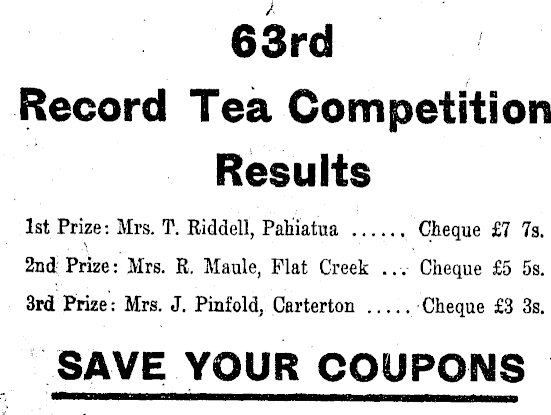 63rd
Record Tea Competition
Results
1st Prize: Mrs. T. Riddell, Pahiatua ...... Cheque £7 7s.
2nd Prize: Mrs. R. Maule, Flat Creek ... Cheque £5 5s.
3rd Prize: Mrs. J. Pinfold, Carterton ..... Cheque £3 3s.
SAVE YOUR COUPONS